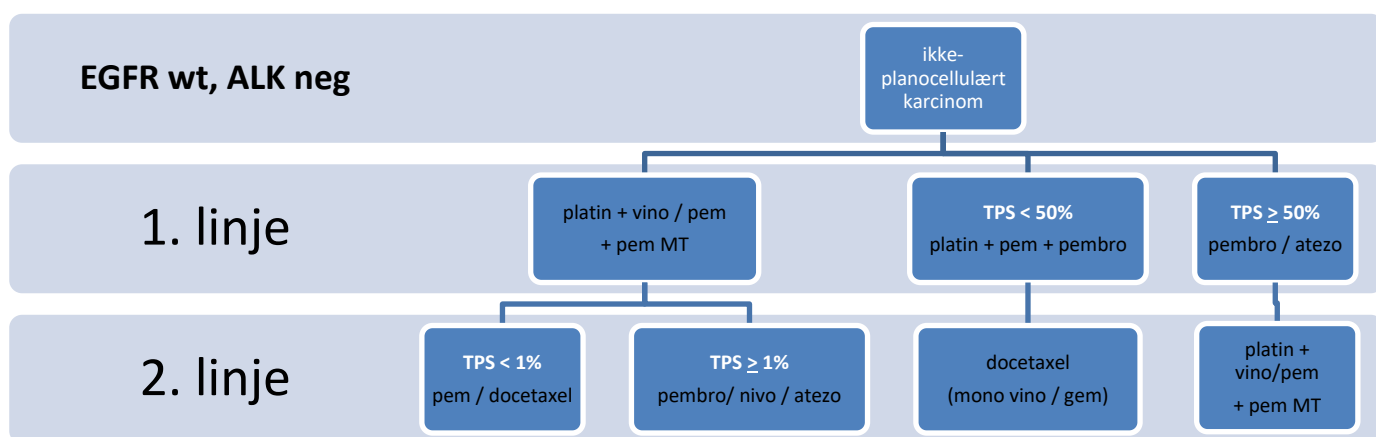 EGFR wt, ALK neg
ikke-
planocellulært
karcinom
1. linje
platin + vino / pem
+ pem MT
TPS < 50%
platin + pem + pembro
TPS ≥ 50%
pembro / atezo
2. linje
TPS < 1%
pem / docetaxel
TPS ≥ 1%
pembro/ nivo / atezo
docetaxel
(mono vino / gem)
platin +
vino/pem
+ pem MT